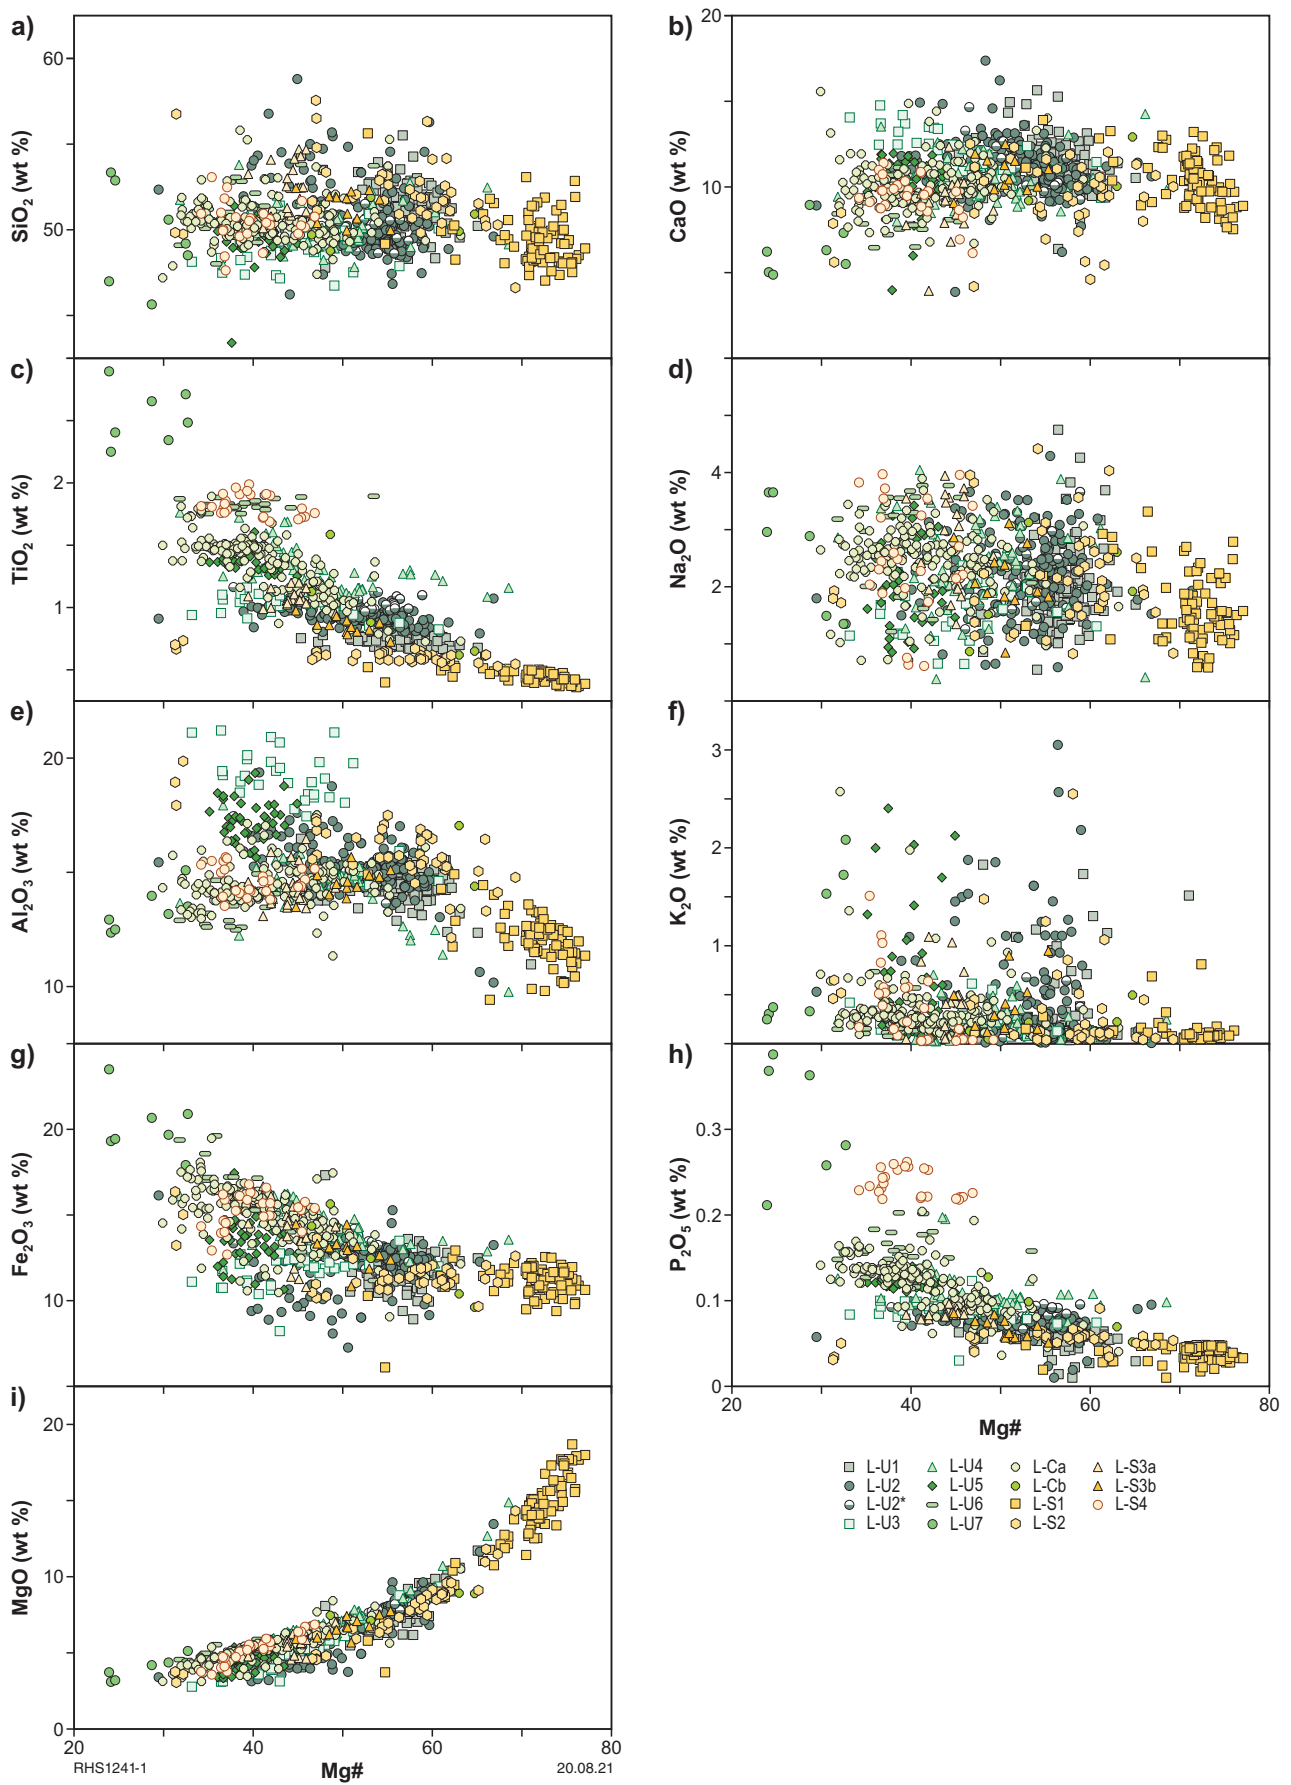 a)
60
50
SiO2 (wt %)
b)
20
10
0
CaO (wt %)
c)
2
1
TiO2 (wt %)
d)
4
2
Na2O (wt %)
e)
20
10
Al2O3 (wt %)
f)
3
2
1
K2O (wt %)
g)
20
10
Fe2O3 (wt %)
h)
0.3
0.2
0.1
0
P2O5 (wt %)
20 40 60 80
Mg#
i)
20
10
0
MgO (wt %)
20 40 60 80
Mg#
RHS1241-1
20.08.21
L-U1 L-U4 L-Ca L-S3a
L-U2 L-U5 L-Cb L-S3b
L-U2* L-U6 L-S1 L-S4
L-U3 L-U7 L-S2